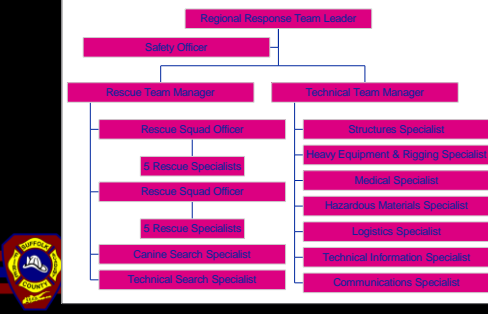 Regional Response Team Leader
Safety Officer
Rescue Team Manager
Technical Team Manager
Rescue Squad Officer
5 Rescue Specialists
Rescue Squad Officer
5 Rescue Specialists
Canine Search Specialist
Technical Search Specialist
Structures Specialist
Heavy Equipment & Rigging Specialist
Medical Specialist
Hazardous Materials Specialist
Logistics Specialist
Technical Information Specialist
Communications Specialist
SUFFOLK
COUNTY